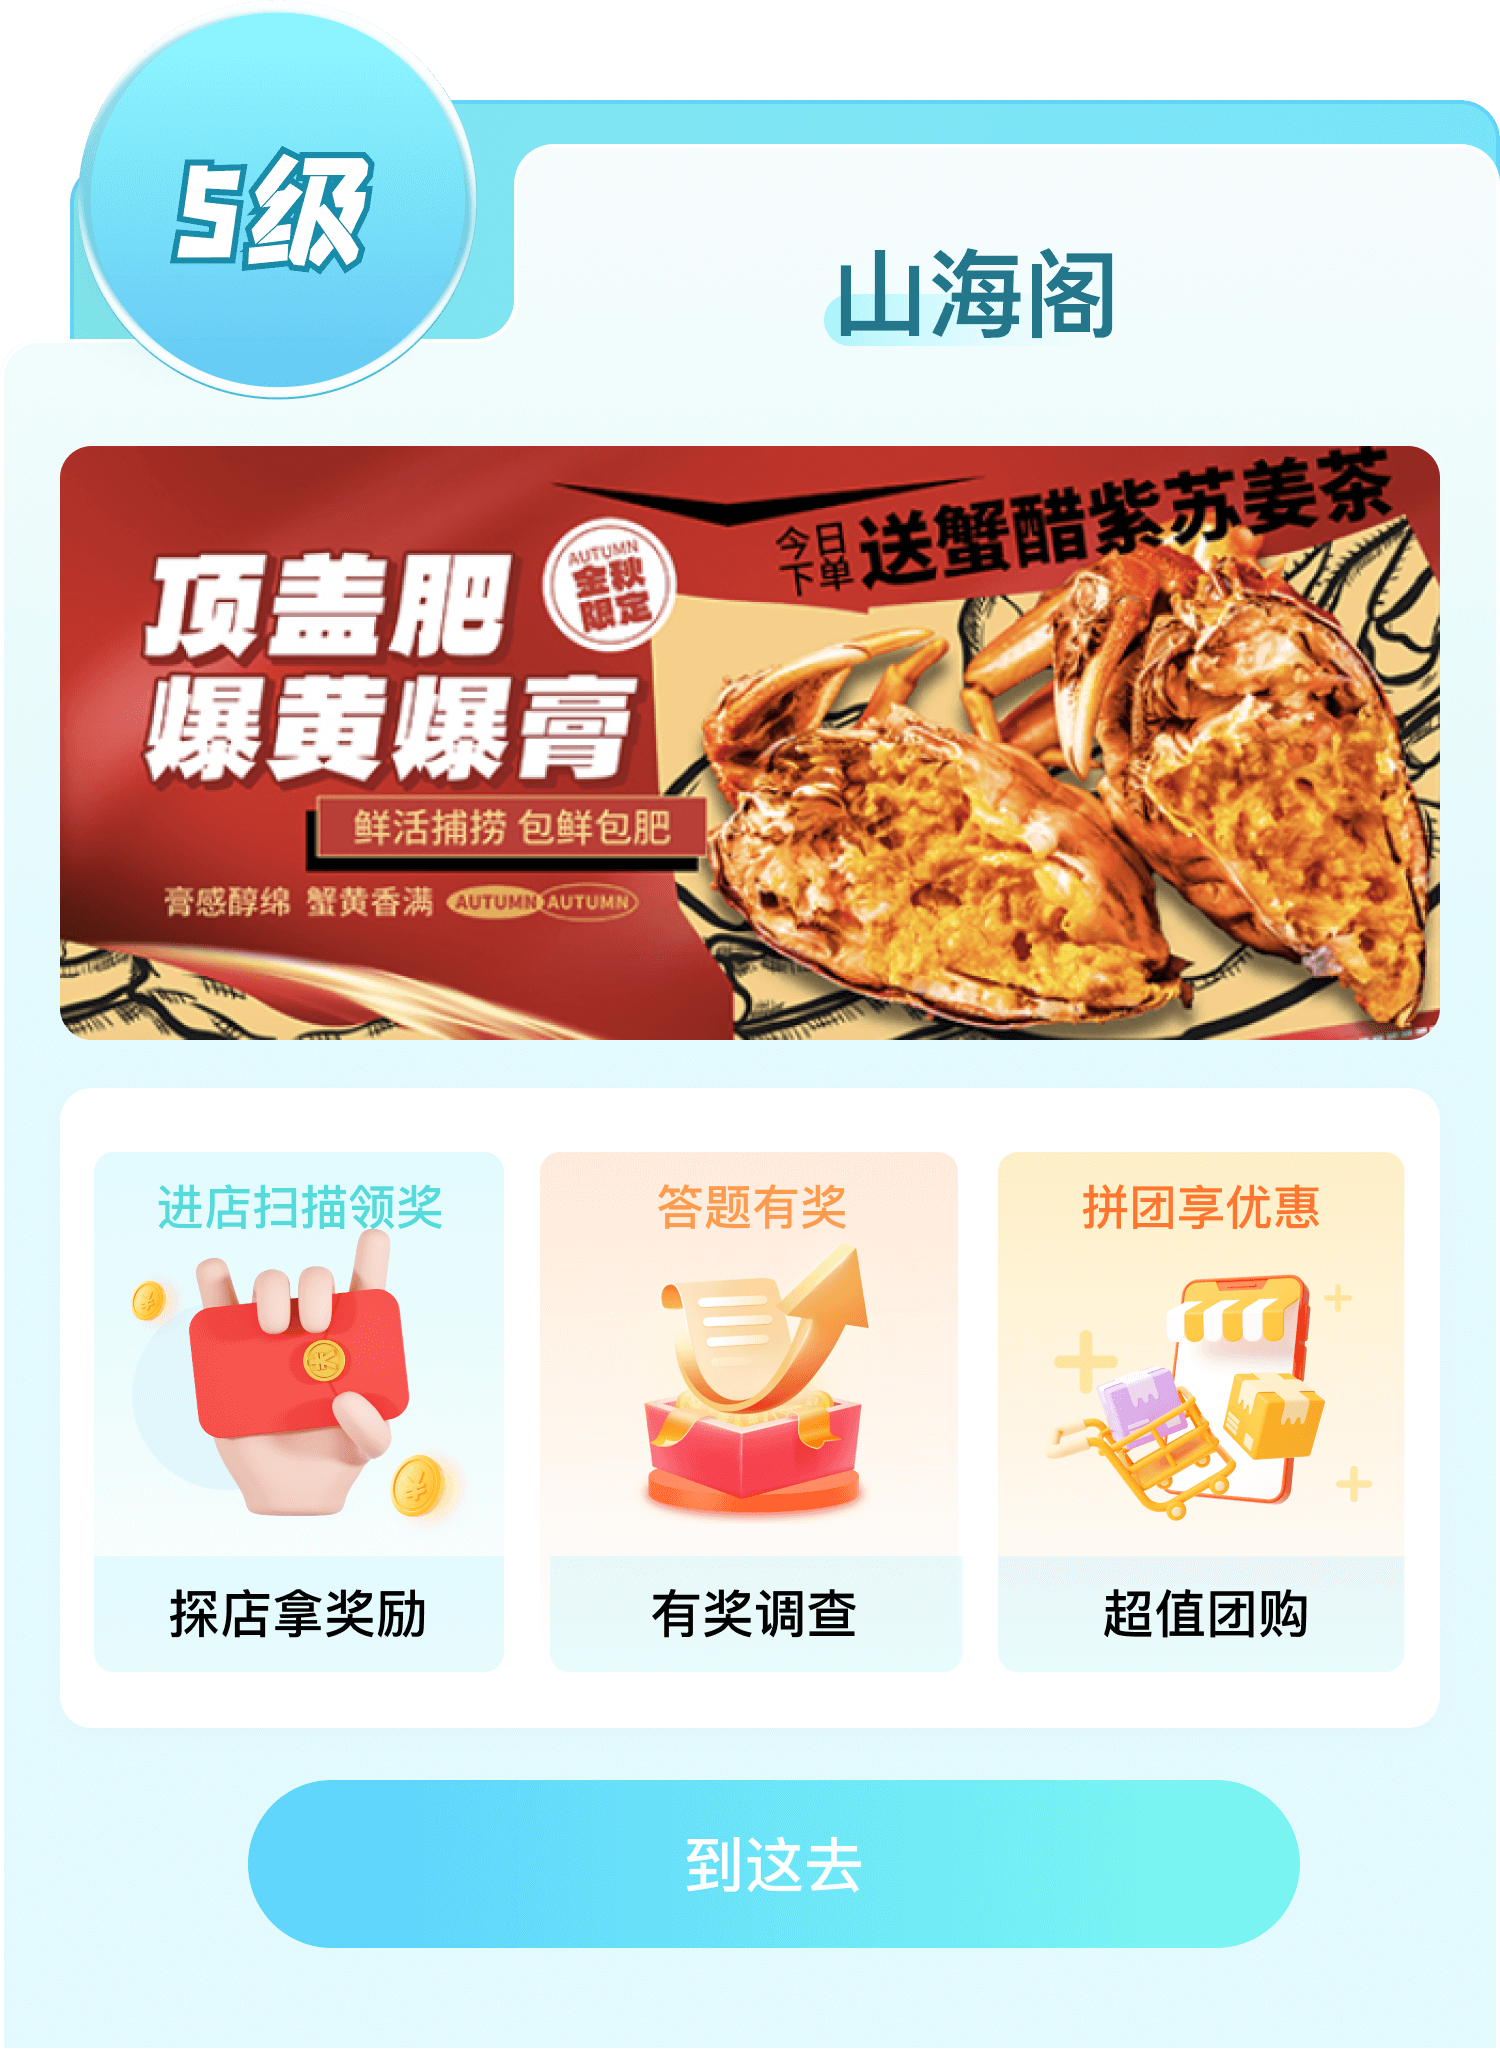 5级
山海阁
今日下单
送蟹醋紫苏姜茶
AUTUMN
金秋
限定
顶盖肥
爆黄爆膏
鲜活捕捞 包鲜包肥
膏感醇绵 蟹黄香满 AUTUMN AUTUMN
进店扫描领奖
答题有奖
拼团享优惠
探店拿奖励
有奖调查
超值团购
到这去